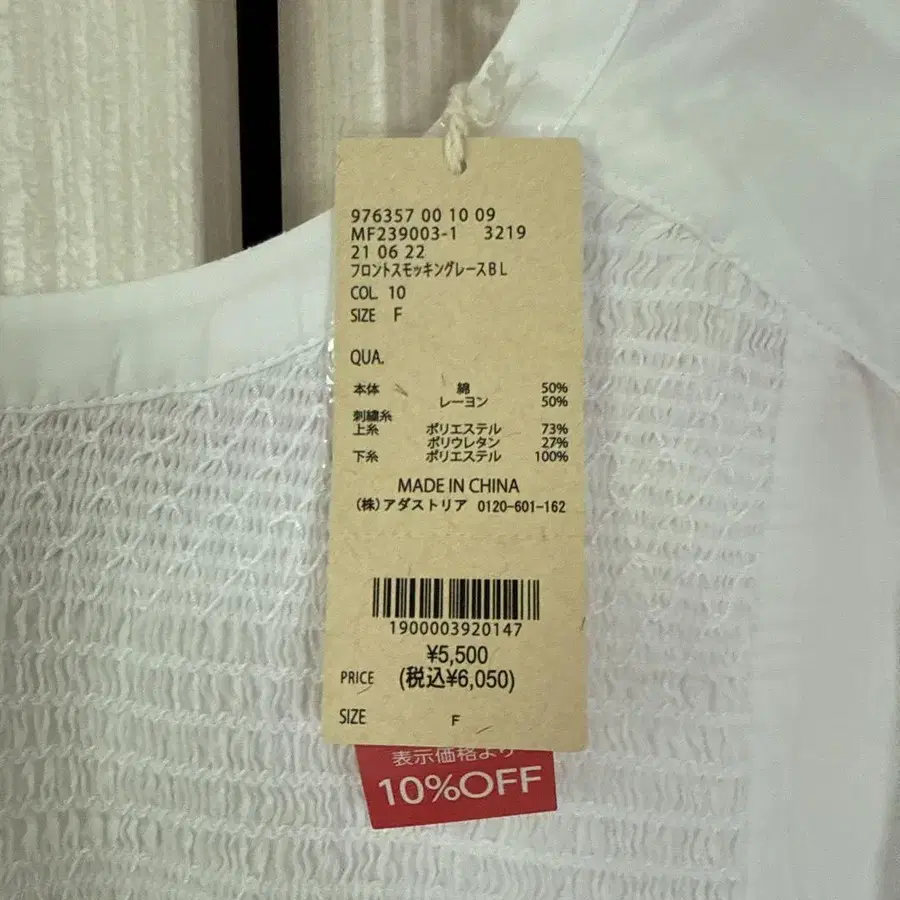 976357 00 10 09
MF239003-1 3219
21 06 22
フロントスモッキングレースBL
COL. 10
SIZE F
QUA.
本体 綿 50%
レーヨン 50%
刺繍糸
上糸 ポリエステル 73%
ポリウレタン 27%
下糸 ポリエステル 100%
MADE IN CHINA
(株)アダストリア 0120-601-162
1900003920147
¥5,500
PRICE (税込¥6,050)
SIZE F
表示価格より
10%OFF